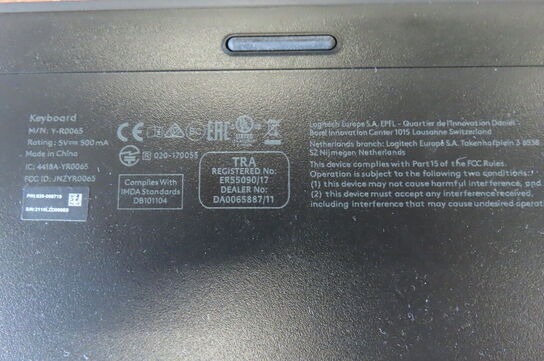 Keyboard
M/N: Y-R0065
Rating: 5V⎓500mA
Made in China
IC: 4418A-YR0065
FCC ID: JNZYR0065
CE
EAC
020-170055
Complies With
IMDA Standards
DB101104
TRA
REGISTERED No:
ER55090/17
DEALER No:
DA0065887/11
Logitech Europe S.A. EPFL - Quartier de l'Innovation Daniel
Borel Innovation Center 1015 Lausanne Switzerland
Netherlands branch: Logitech Europe S.A. Takenhofplein 3 6538
SZ Nijmegen Netherlands
This device complies with Part 15 of the FCC Rules.
Operation is subject to the following two conditions:
(1) this device may not cause harmful interference, and
(2) this device must accept any interference received,
including interference that may cause undesired operat